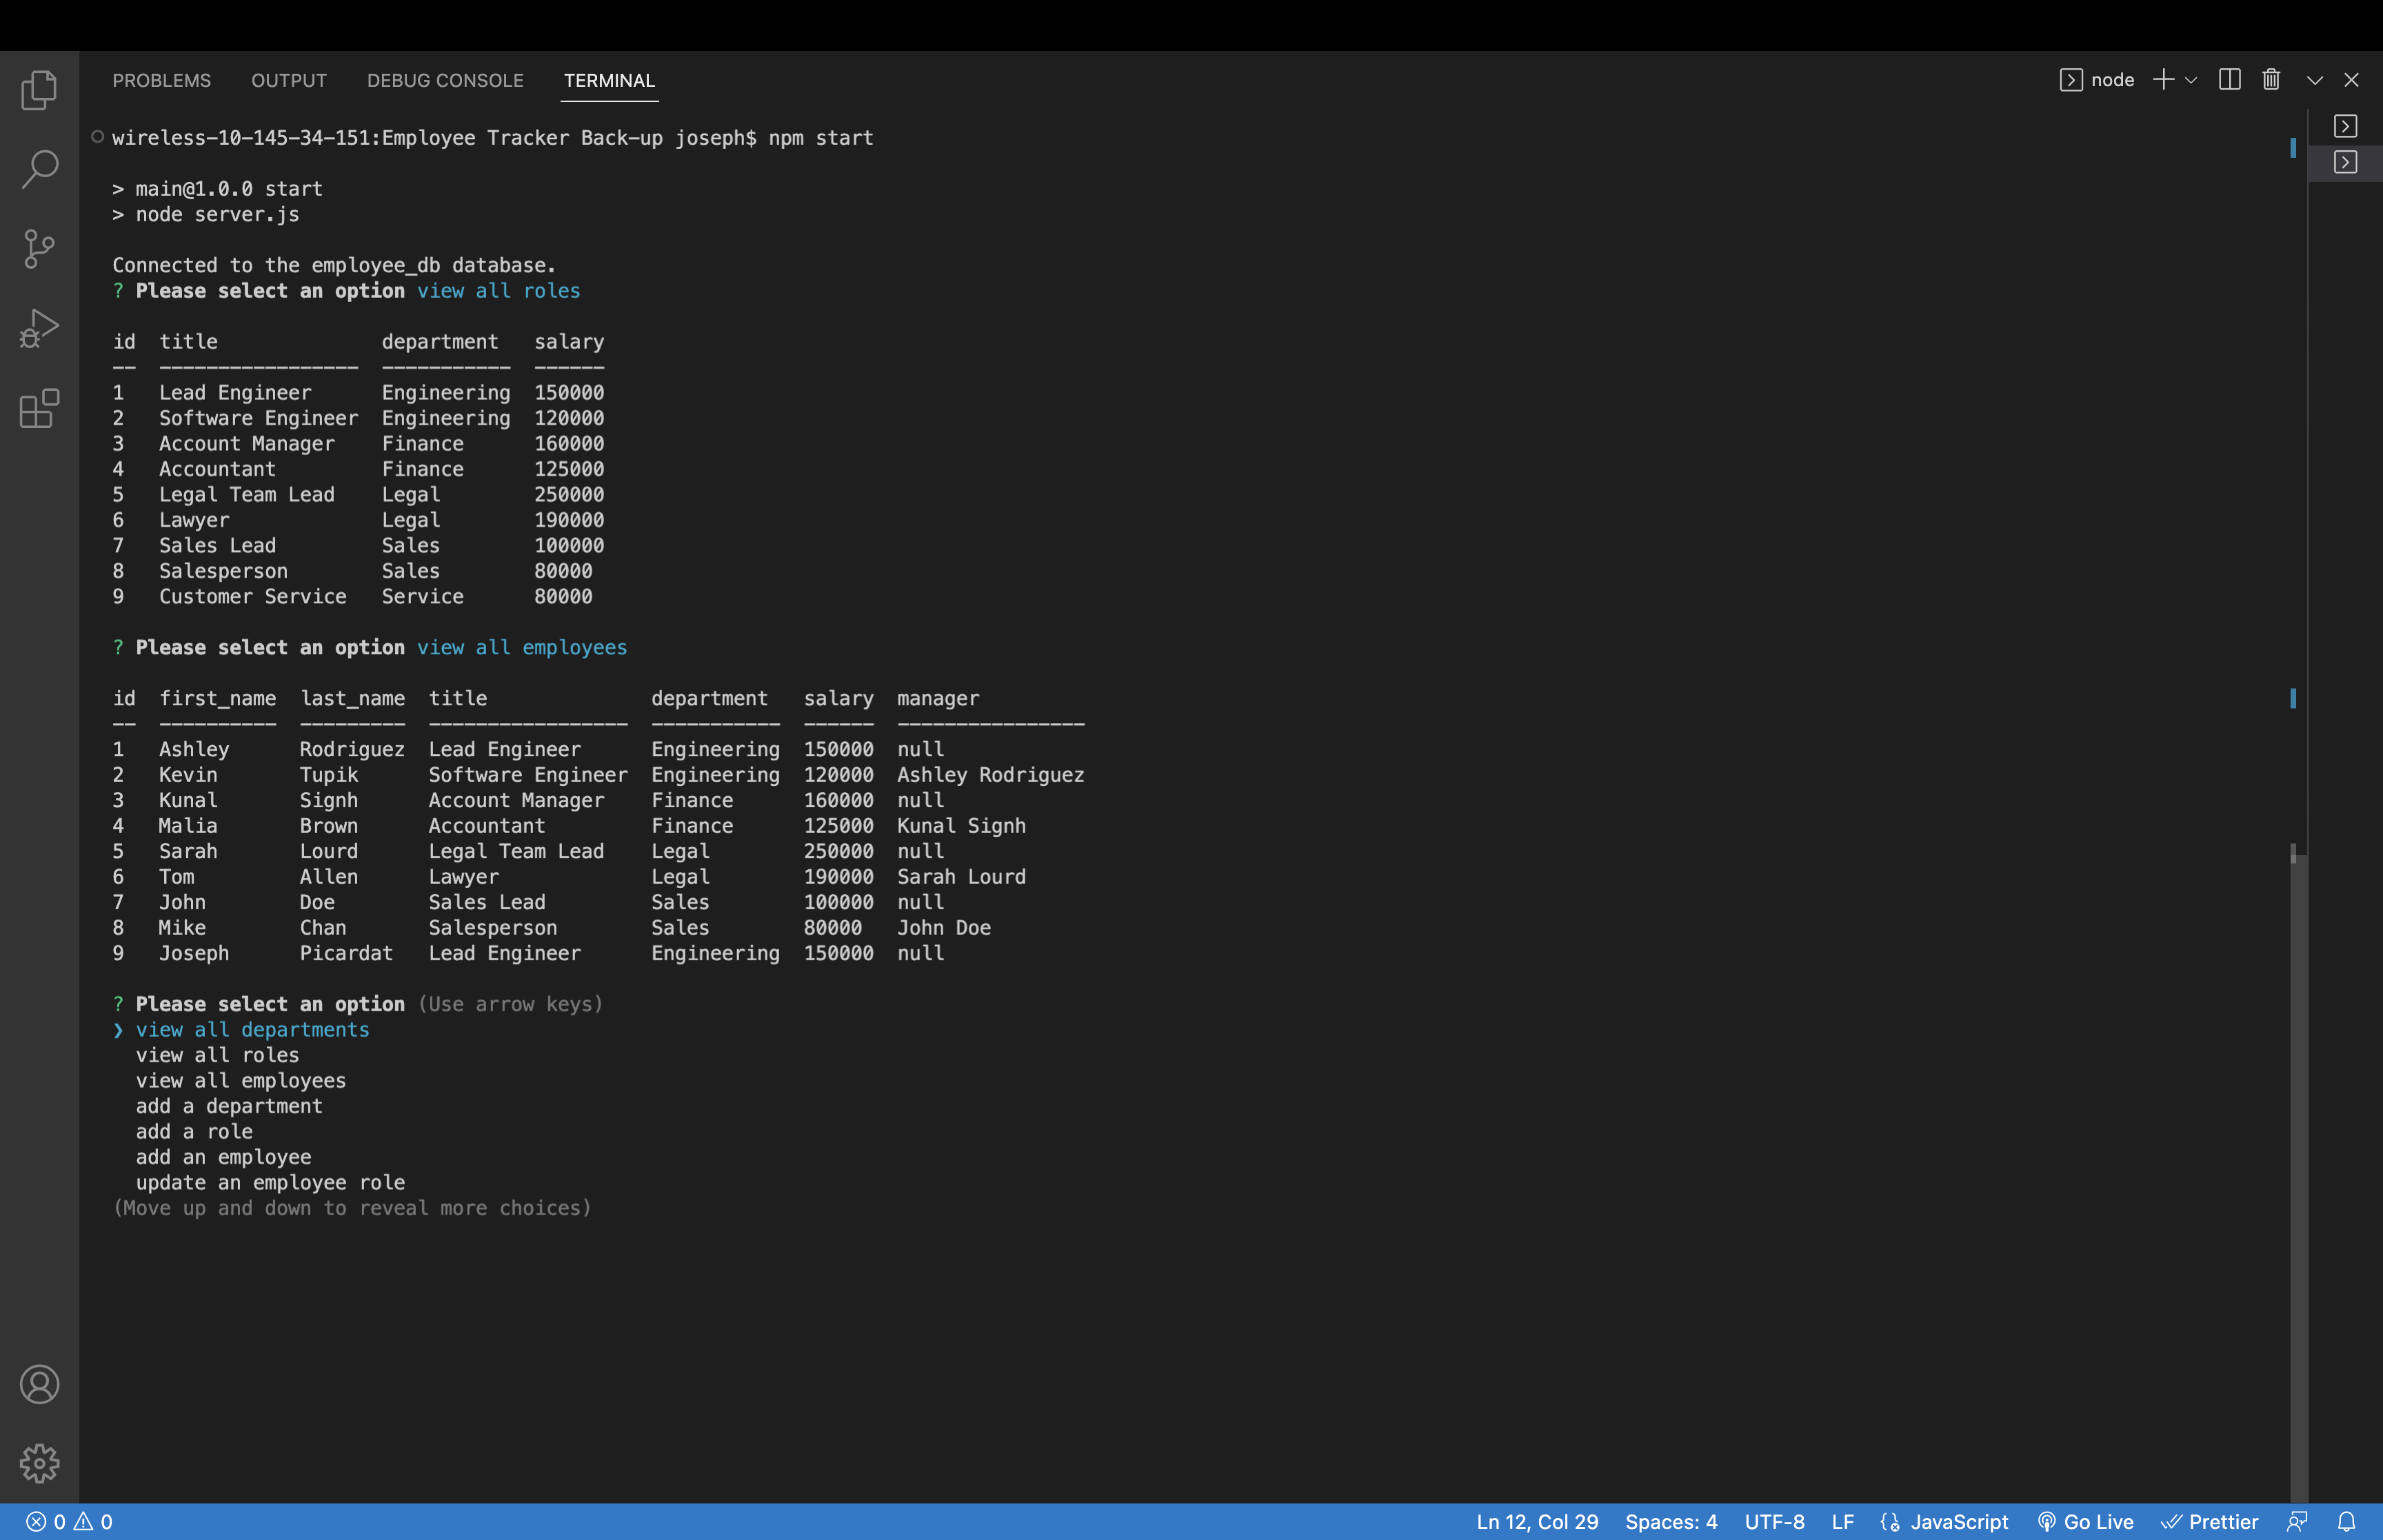 PROBLEMS OUTPUT DEBUG CONSOLE TERMINAL node
wireless-10-145-34-151:Employee Tracker Back-up joseph$ npm start
> main@1.0.0 start
> node server.js
Connected to the employee_db database.
? Please select an option view all roles
id  title             department   salary
--  -----------------  -----------  ------
1   Lead Engineer      Engineering  150000
2   Software Engineer  Engineering  120000
3   Account Manager    Finance      160000
4   Accountant         Finance      125000
5   Legal Team Lead    Legal        250000
6   Lawyer             Legal        190000
7   Sales Lead         Sales        100000
8   Salesperson        Sales        80000
9   Customer Service   Service      80000
? Please select an option view all employees
id  first_name  last_name  title              department   salary  manager
--  ----------  ---------  -----------------  -----------  ------  ----------------
1   Ashley      Rodriguez  Lead Engineer      Engineering  150000  null
2   Kevin       Tupik      Software Engineer  Engineering  120000  Ashley Rodriguez
3   Kunal       Signh      Account Manager    Finance      160000  null
4   Malia       Brown      Accountant         Finance      125000  Kunal Signh
5   Sarah       Lourd      Legal Team Lead    Legal        250000  null
6   Tom         Allen      Lawyer             Legal        190000  Sarah Lourd
7   John        Doe        Sales Lead         Sales        100000  null
8   Mike        Chan       Salesperson        Sales        80000   John Doe
9   Joseph      Picardat   Lead Engineer      Engineering  150000  null
? Please select an option (Use arrow keys)
❯ view all departments
view all roles
view all employees
add a department
add a role
add an employee
update an employee role
(Move up and down to reveal more choices)
0 0 Ln 12, Col 29 Spaces: 4 UTF-8 LF JavaScript Go Live Prettier